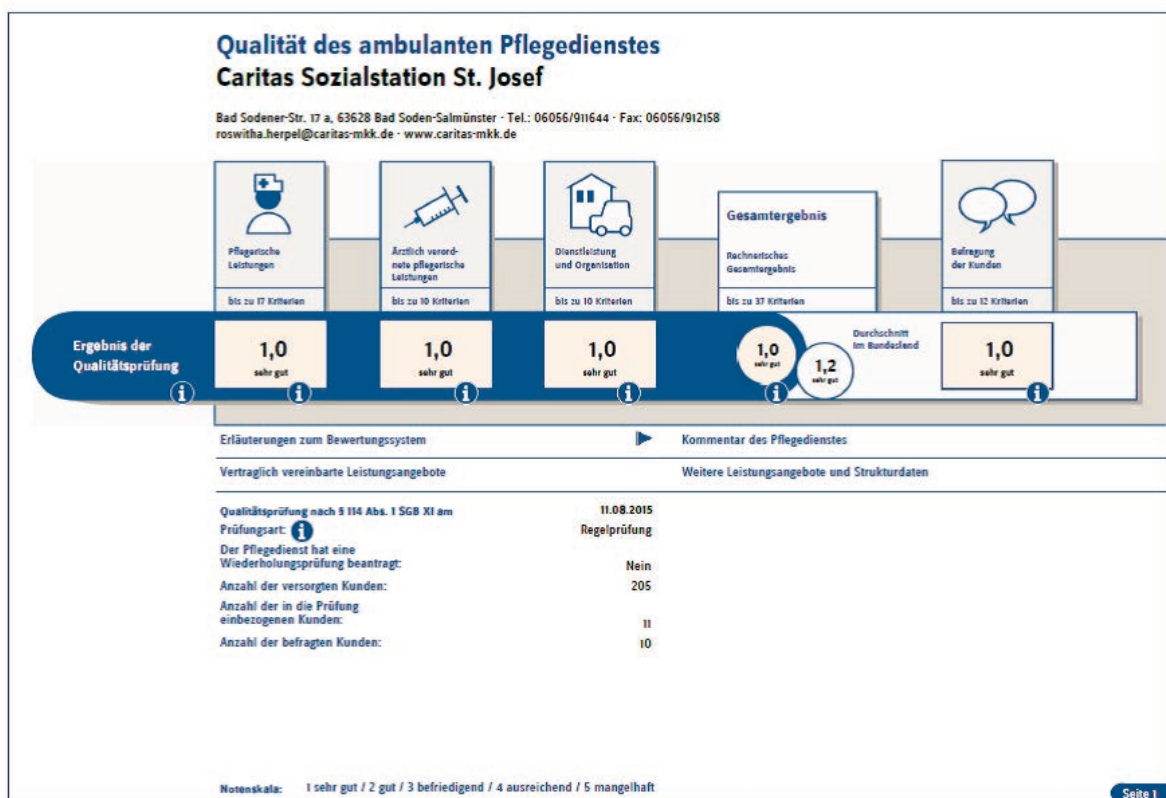 Qualität des ambulanten Pflegedienstes
Caritas Sozialstation St. Josef
Bad Sodener-Str. 17 a, 63628 Bad Soden-Salmünster · Tel.: 06056/911644 · Fax: 06056/912158
roswitha.herpel@caritas-mkk.de · www.caritas-mkk.de
Pflegerische
Leistungen
bis zu 17 Kriterien
Ärztlich verord-
nete pflegerische
Leistungen
bis zu 10 Kriterien
Dienstleistung
und Organisation
bis zu 10 Kriterien
Gesamtergebnis
Rechnerisches
Gesamtergebnis
bis zu 37 Kriterien
Befragung
der Kunden
bis zu 12 Kriterien
Ergebnis der
Qualitätsprüfung
1,0
sehr gut
1,0
sehr gut
1,0
sehr gut
1,0
sehr gut
1,2
sehr gut
Durchschnitt
im Bundesland
1,0
sehr gut
Erläuterungen zum Bewertungssystem
Kommentar des Pflegedienstes
Vertraglich vereinbarte Leistungsangebote
Weitere Leistungsangebote und Strukturdaten
Qualitätsprüfung nach § 114 Abs. 1 SGB XI am 11.08.2015
Prüfungsart: Regelprüfung
Der Pflegedienst hat eine
Wiederholungsprüfung beantragt: Nein
Anzahl der versorgten Kunden: 205
Anzahl der in die Prüfung
einbezogenen Kunden: 11
Anzahl der befragten Kunden: 10
Notenskala: 1 sehr gut / 2 gut / 3 befriedigend / 4 ausreichend / 5 mangelhaft
Seite 1